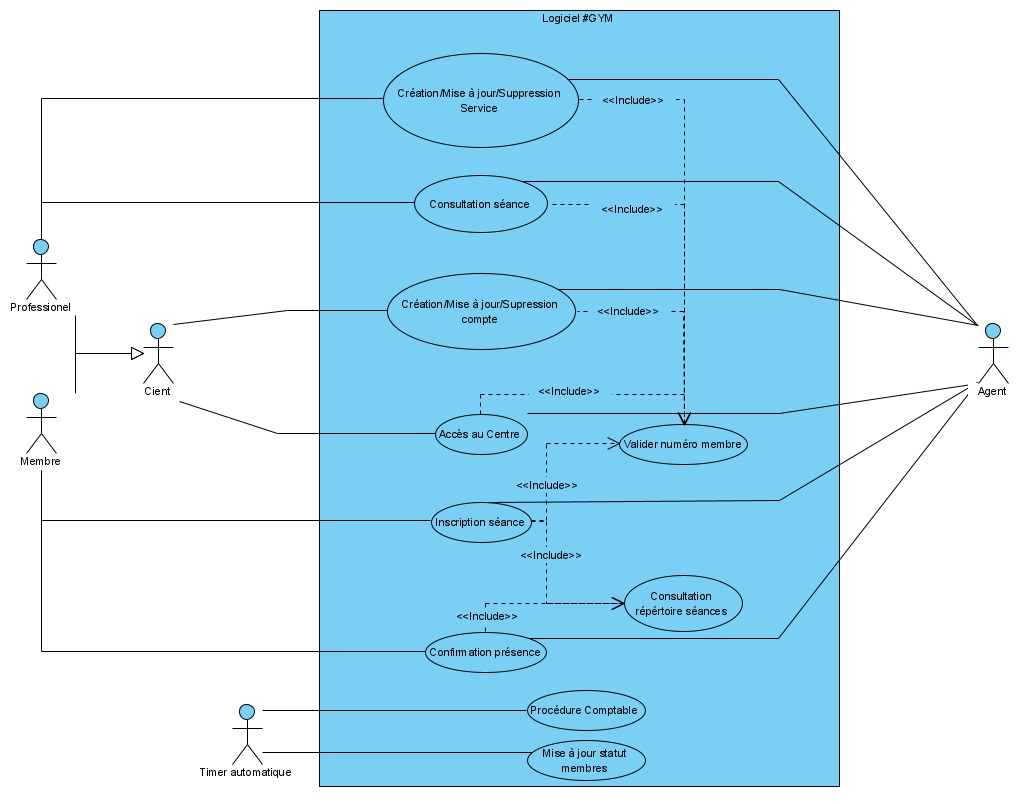 Logiciel #GYM
Création/Mise à jour/Suppression
Service
<<Include>>
Consultation séance
<<Include>>
Professionel
Création/Mise à jour/Supression
compte
<<Include>>
Cient
Agent
<<Include>>
Accès au Centre
Valider numéro membre
Membre
<<Include>>
Inscription séance
<<Include>>
Consultation
répértoire séances
<<Include>>
Confirmation présence
Procédure Comptable
Mise à jour statut
membres
Timer automatique